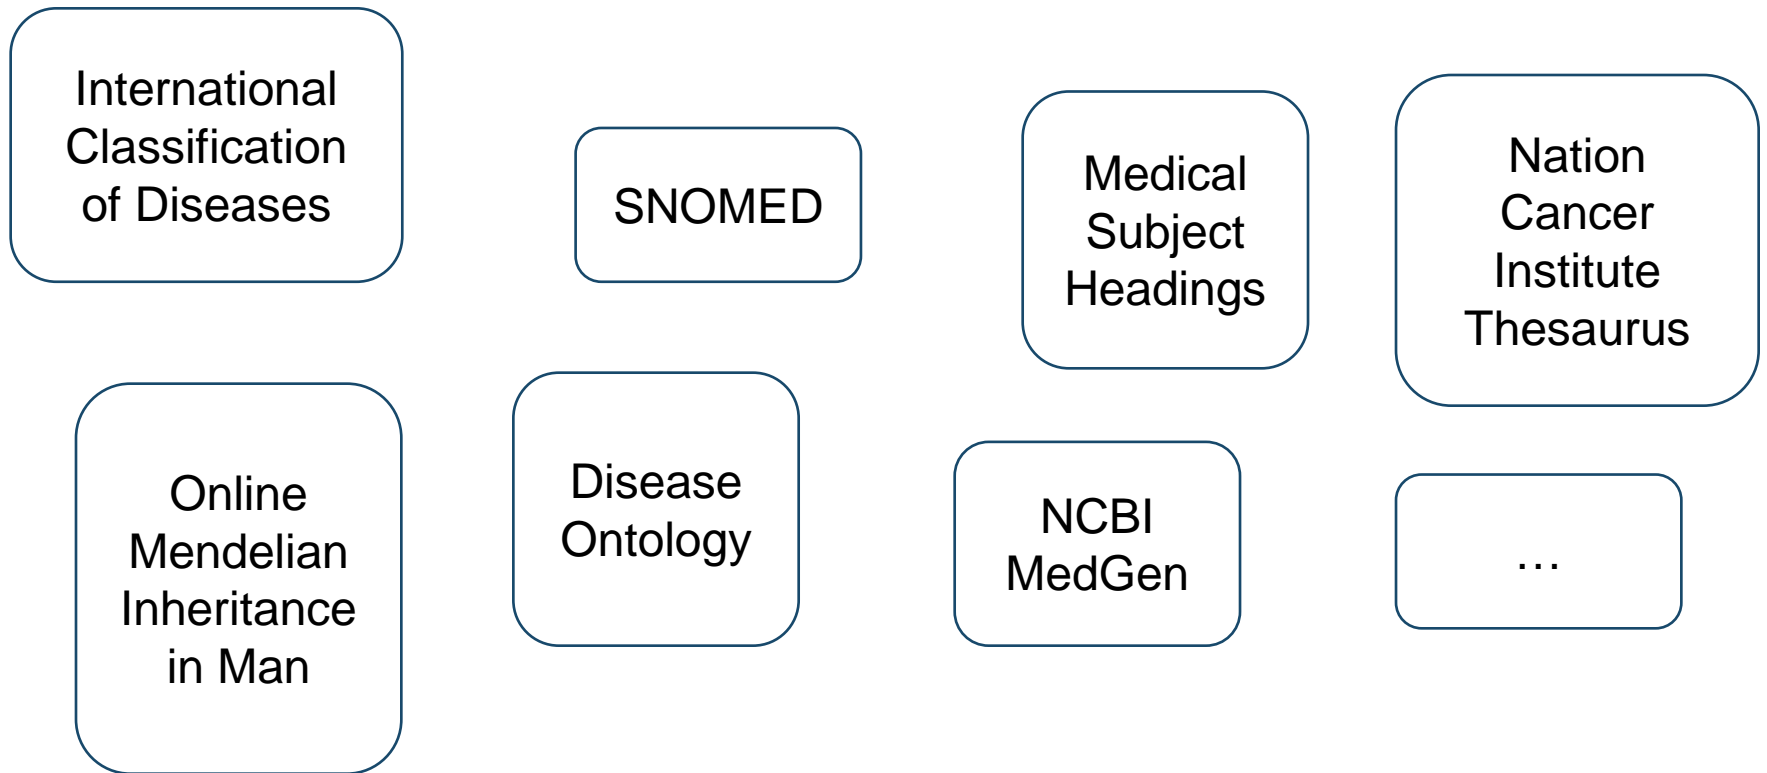 International
Classification
of Diseases
SNOMED
Medical
Subject
Headings
Nation
Cancer
Institute
Thesaurus
Online
Mendelian
Inheritance
in Man
Disease
Ontology
NCBI
MedGen
…